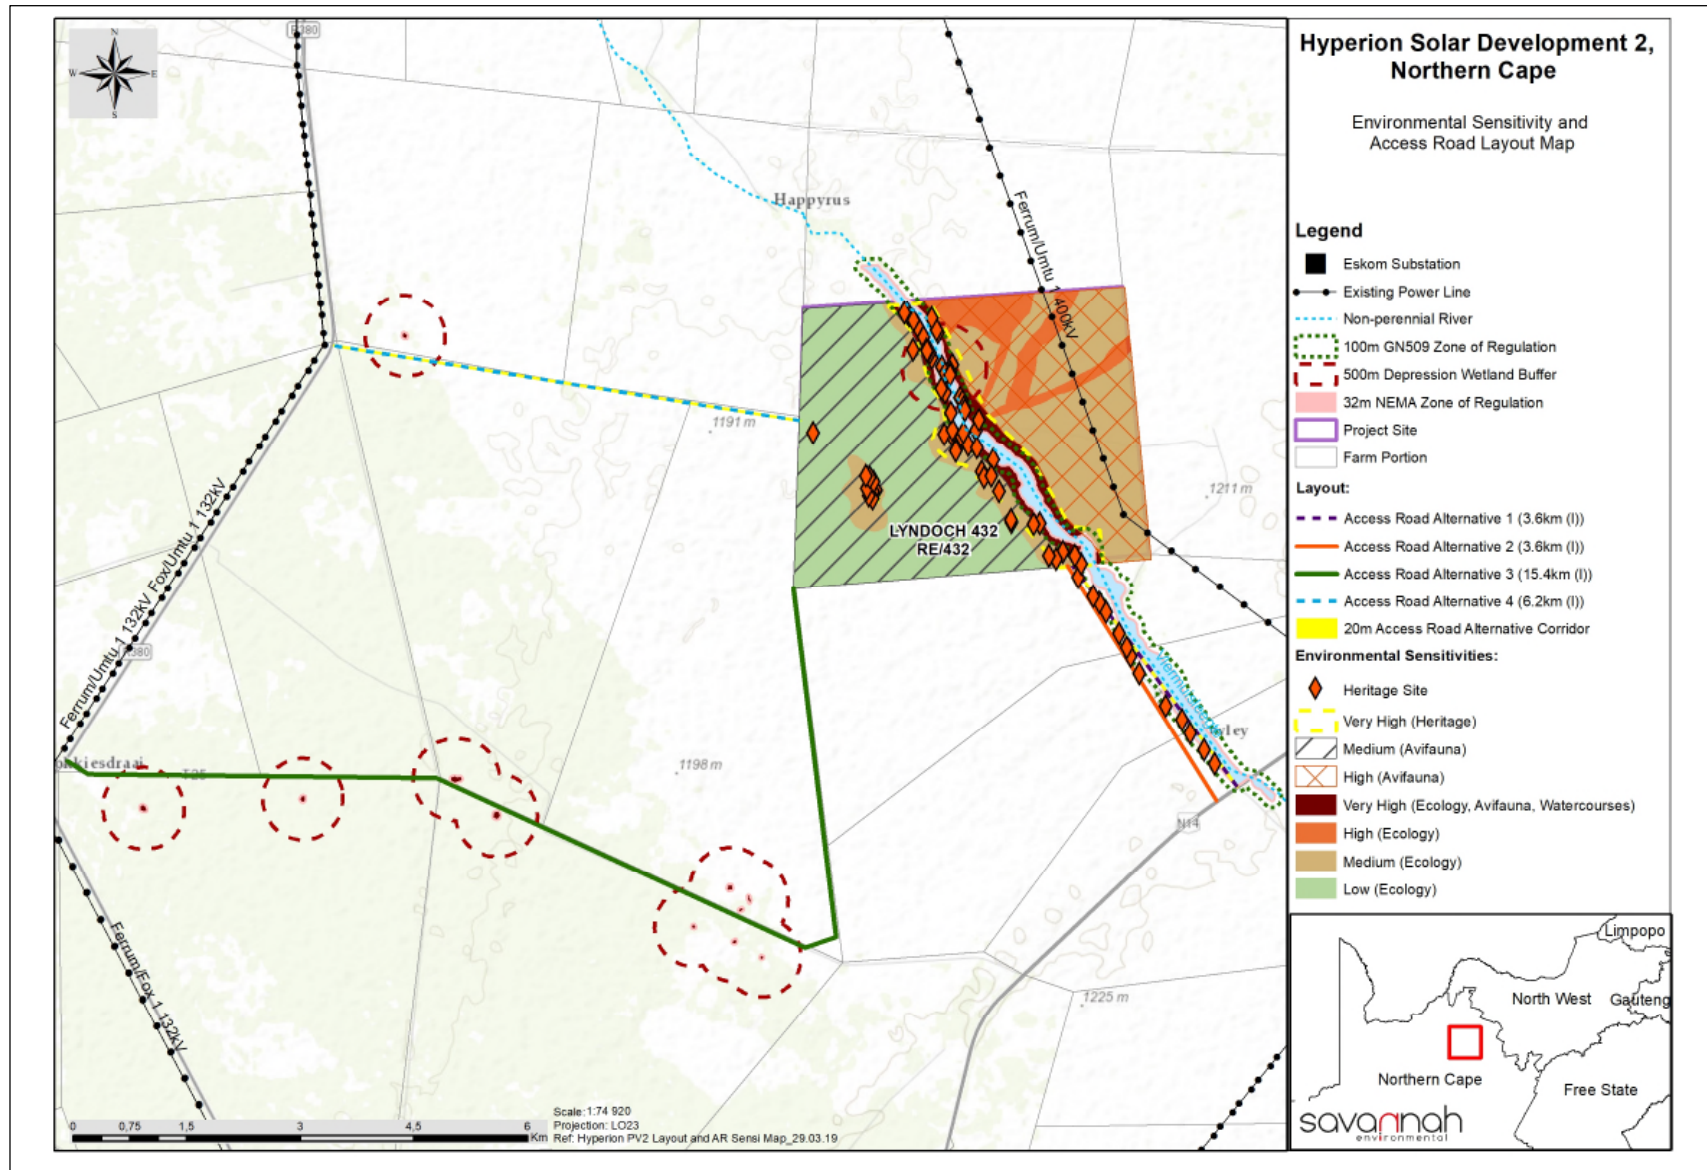 N
W
E
S
R380
Happyrus
Ferrum/Umtu 1 400kV
1191 m
1211 m
LYNDOCH 432
RE/432
Ferrum/Umtu 1 132kV
Fox/Umtu 1 132kV
R380
T25
1198 m
N14
1225 m
Ferrum/Fox 1 132kV
0 0,75 1,5 3 4,5 6
Km
Scale:1:74 920
Projection: LO23
Ref: Hyperion PV2 Layout and AR Sensi Map_29.03.19
Hyperion Solar Development 2,
Northern Cape
Environmental Sensitivity and
Access Road Layout Map
Legend
Eskom Substation
Existing Power Line
Non-perennial River
100m GN509 Zone of Regulation
500m Depression Wetland Buffer
32m NEMA Zone of Regulation
Project Site
Farm Portion
Layout:
Access Road Alternative 1 (3.6km (l))
Access Road Alternative 2 (3.6km (l))
Access Road Alternative 3 (15.4km (l))
Access Road Alternative 4 (6.2km (l))
20m Access Road Alternative Corridor
Environmental Sensitivities:
Heritage Site
Very High (Heritage)
Medium (Avifauna)
High (Avifauna)
Very High (Ecology, Avifauna, Watercourses)
High (Ecology)
Medium (Ecology)
Low (Ecology)
Limpopo
North West
Gauteng
Northern Cape
Free State
savannah
environmental